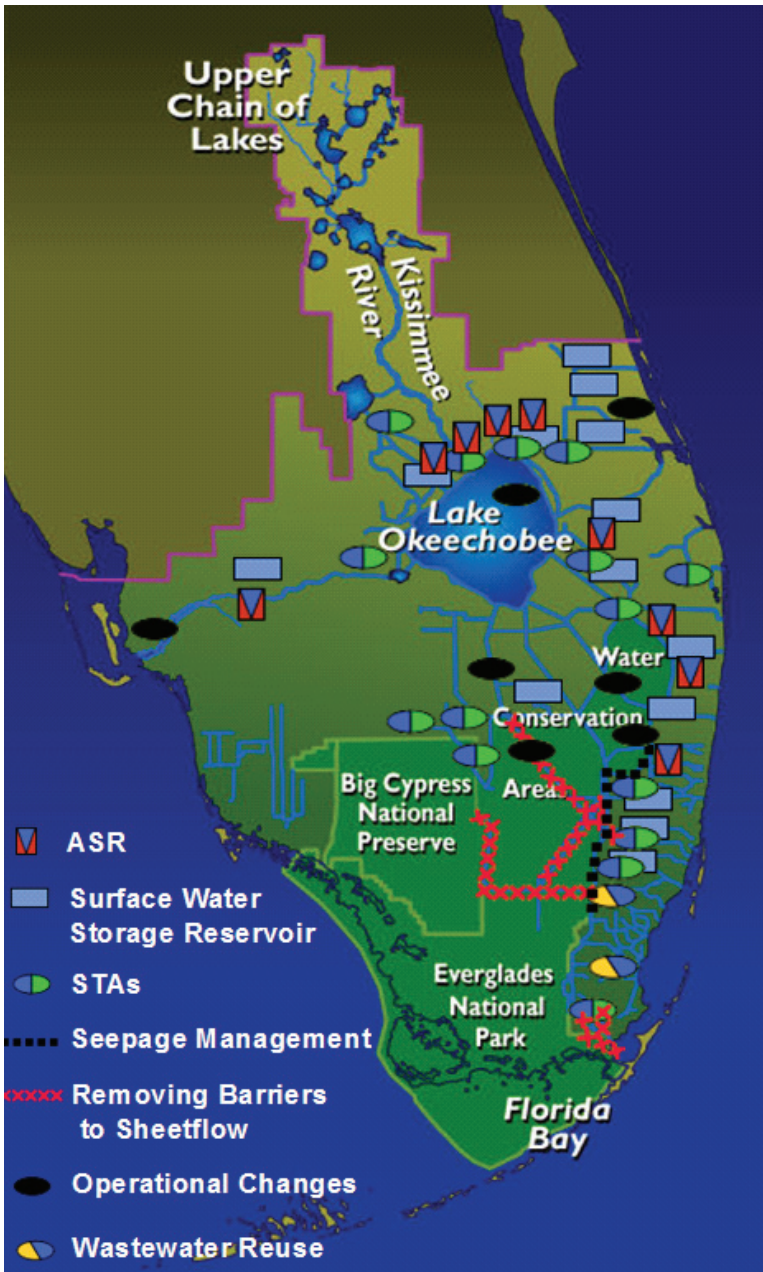 Upper
Chain of
Lakes
Kissimmee
River
Lake
Okeechobee
Water
Conservation
Area
Big Cypress
National
Preserve
Everglades
National
Park
Florida
Bay
ASR
Surface Water
Storage Reservoir
STAs
Seepage Management
Removing Barriers
to Sheetflow
Operational Changes
Wastewater Reuse